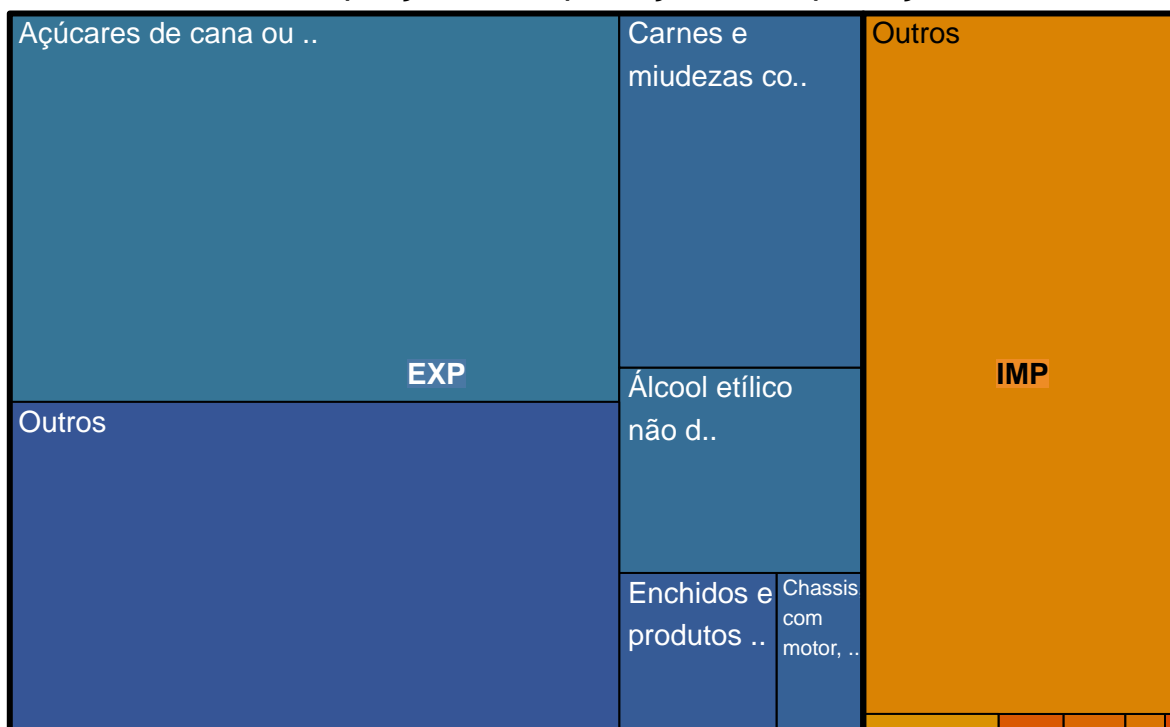 Açúcares de cana ou ..
Outros
EXP
Carnes e
miudezas co..
Álcool etílico
não d..
Enchidos e
produtos ..
Chassis
com
motor, ..
Outros
IMP